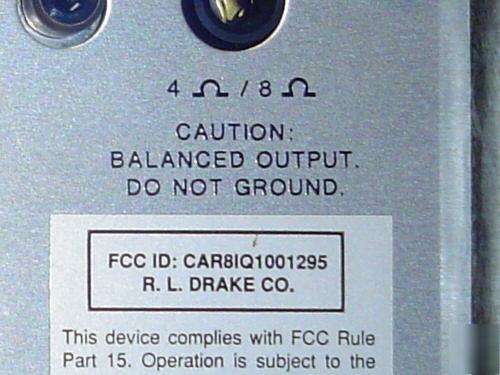 4 Ω / 8 Ω
CAUTION:
BALANCED OUTPUT.
DO NOT GROUND.
FCC ID: CAR8IQ1001295
R. L. DRAKE CO.
This device complies with FCC Rule
Part 15. Operation is subject to the